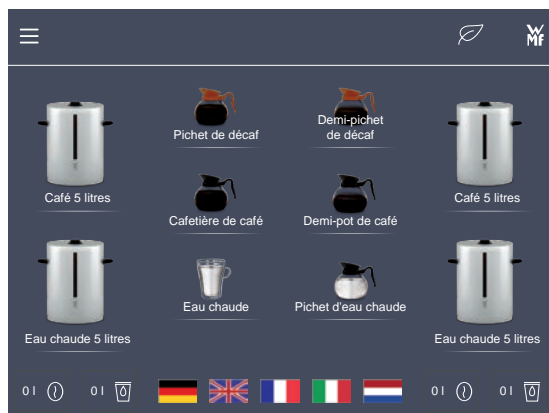 WMF
Pichet de décaf
Demi-pichet
de décaf
Café 5 litres
Café 5 litres
Cafetière de café
Demi-pot de café
Eau chaude
Pichet d'eau chaude
Eau chaude 5 litres
Eau chaude 5 litres
0 l
0 l
0 l
0 l